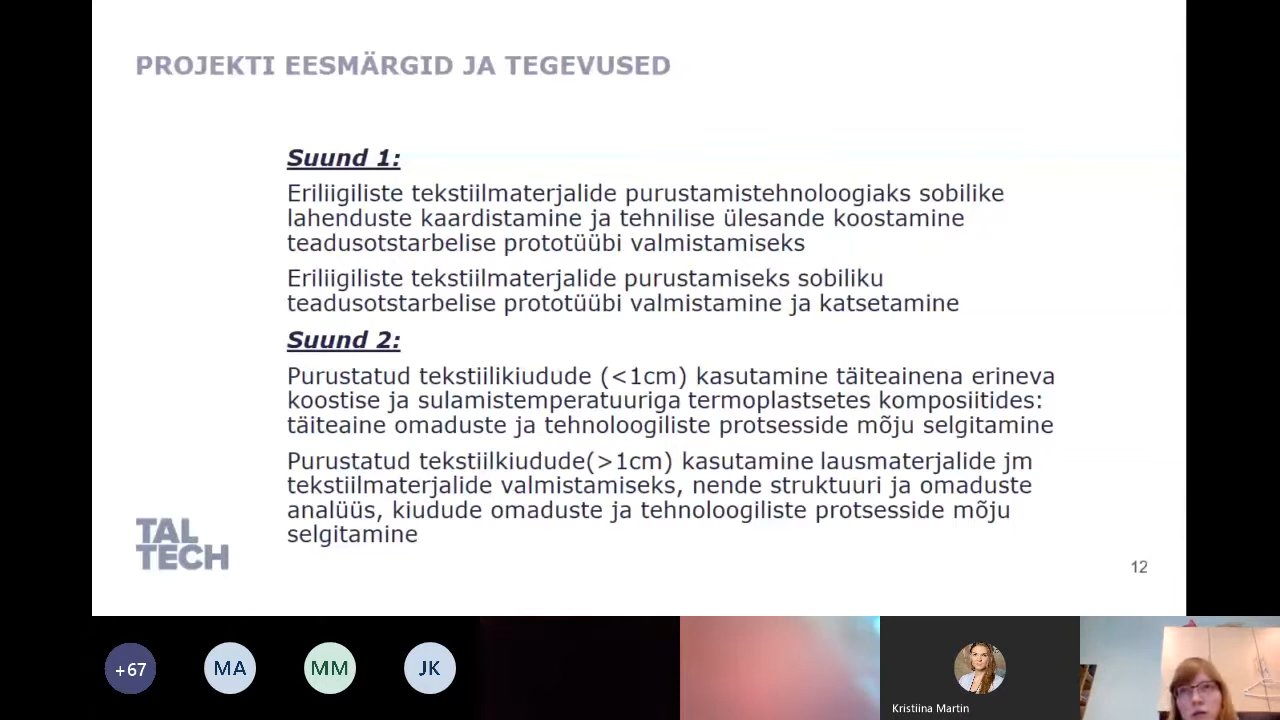 PROJEKTI EESMÄRGID JA TEGEVUSED
Suund 1:
Eriliigiliste tekstiilmaterjalide purustamistehnoloogiaks sobilike
lahenduste kaardistamine ja tehnilise ülesande koostamine
teadusotstarbelise prototüübi valmistamiseks
Eriliigiliste tekstiilmaterjalide purustamiseks sobiliku
teadusotstarbelise prototüübi valmistamine ja katsetamine
Suund 2:
Purustatud tekstiilikiudude (<1cm) kasutamine täiteainena erineva
koostise ja sulamistemperatuuriga termoplastsetes komposiitides:
täiteaine omaduste ja tehnoloogiliste protsesside mõju selgitamine
Purustatud tekstiilkiudude(>1cm) kasutamine lausmaterjalide jm
tekstiilmaterjalide valmistamiseks, nende struktuuri ja omaduste
analüüs, kiudude omaduste ja tehnoloogiliste protsesside mõju
selgitamine
TAL
TECH
12
+67
MA
MM
JK
Kristiina Martin